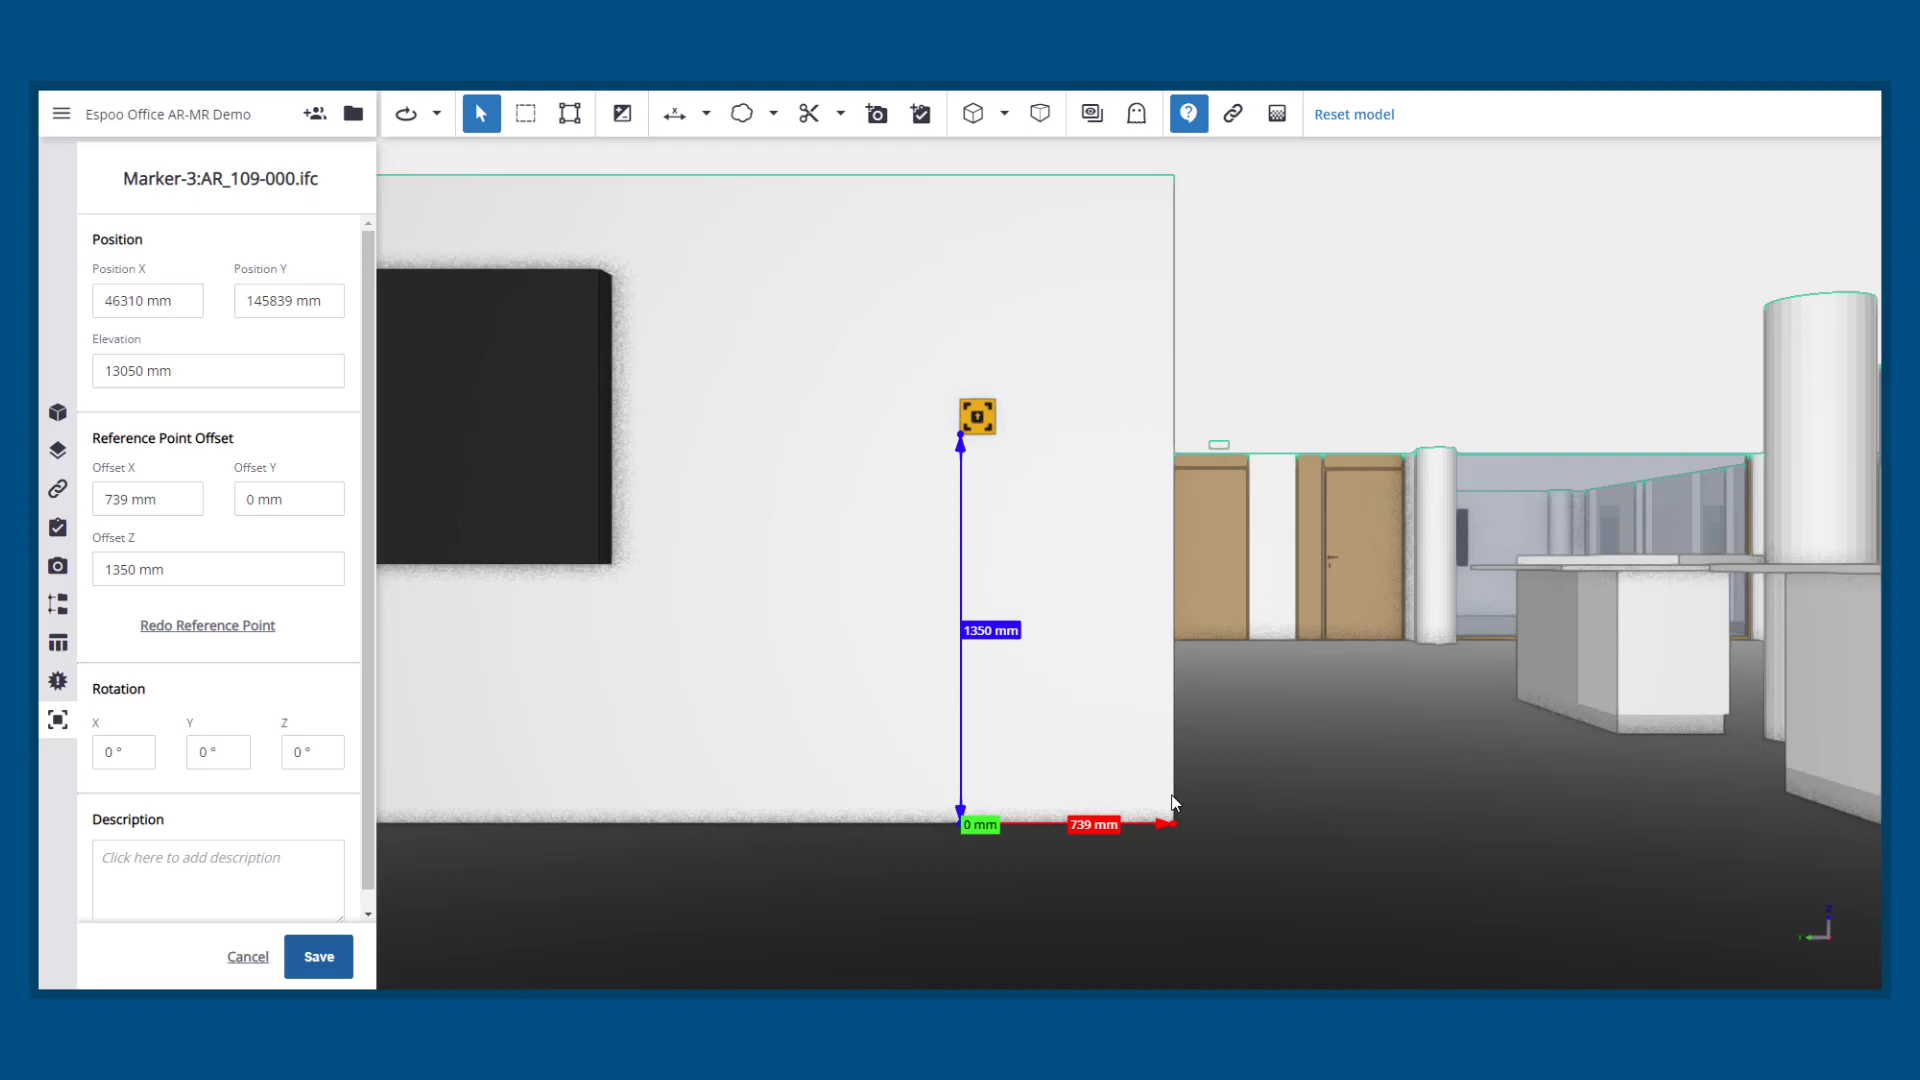 Espoo Office AR-MR Demo
Reset model
Marker-3:AR_109-000.ifc
Position
Position X Position Y
46310 mm 145839 mm
Elevation
13050 mm
Reference Point Offset
Offset X Offset Y
739 mm 0 mm
Offset Z
1350 mm
Redo Reference Point
Rotation
X Y Z
0 ° 0 ° 0 °
Description
Click here to add description
Cancel Save
1350 mm
0 mm 739 mm
Z
Y